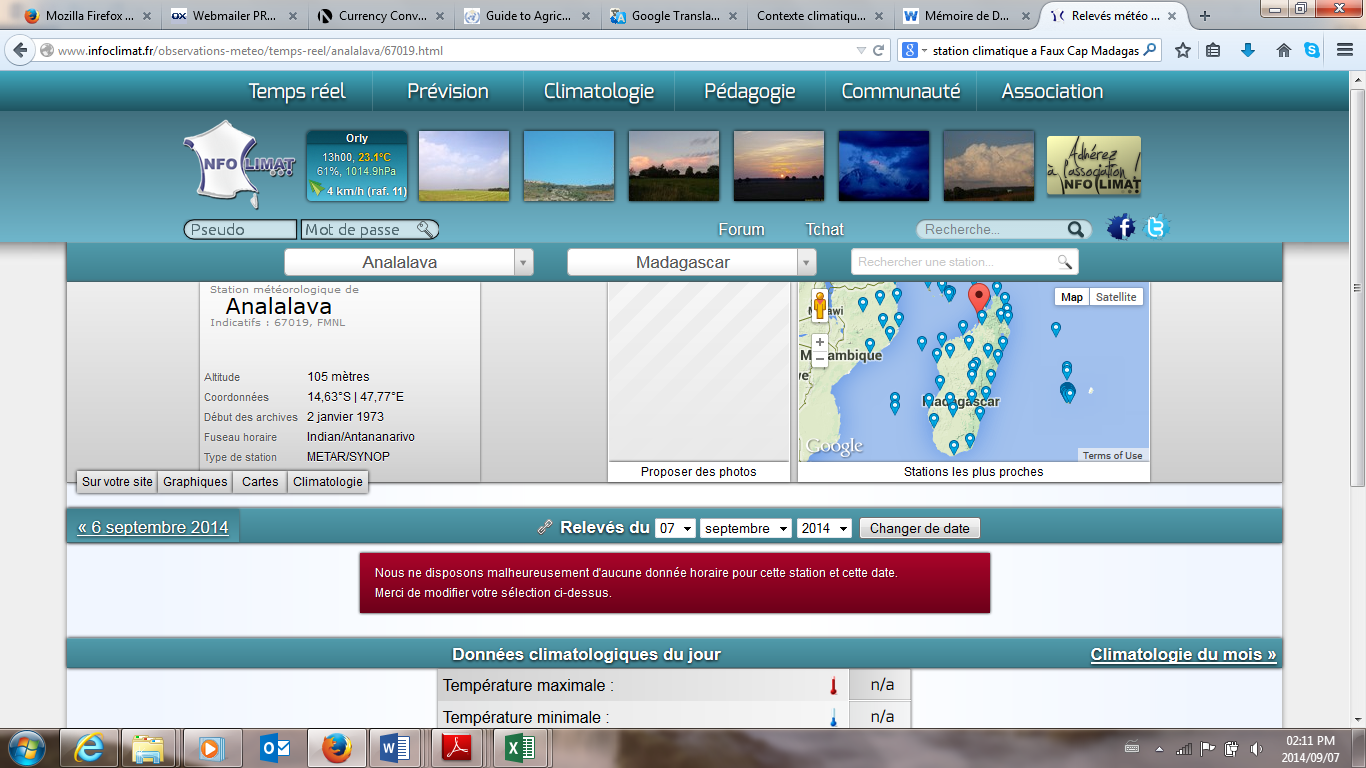 Mozilla Firefox ...
Webmailer PR...
Currency Conv...
Guide to Agric...
Google Transla...
Contexte climatiqu...
Mémoire de D...
Relevés météo ...
www.infoclimat.fr/observations-meteo/temps-reel/analalava/67019.html
station climatique a Faux Cap Madagas
Temps réel
Prévision
Climatologie
Pédagogie
Communauté
Association
NFO CLIMAT
Orly
13h00, 23.1°C
61%, 1014.9hPa
4 km/h (raf. 11)
Adhérez
à l'association !
NFO CLIMAT
Pseudo
Mot de passe
Forum
Tchat
Recherche...
Analalava
Madagascar
Rechercher une station...
Station météorologique de
Analalava
Indicatifs : 67019, FMNL
Altitude 105 mètres
Coordonnées 14,63°S | 47,77°E
Début des archives 2 janvier 1973
Fuseau horaire Indian/Antananarivo
Type de station METAR/SYNOP
Sur votre site
Graphiques
Cartes
Climatologie
Proposer des photos
Map
Satellite
Madagascar
Google
Terms of Use
Stations les plus proches
« 6 septembre 2014
Relevés du 07 septembre 2014 Changer de date
Nous ne disposons malheureusement d'aucune donnée horaire pour cette station et cette date.
Merci de modifier votre sélection ci-dessus.
Données climatologiques du jour
Climatologie du mois »
Température maximale : n/a
Température minimale : n/a
02:11 PM
2014/09/07